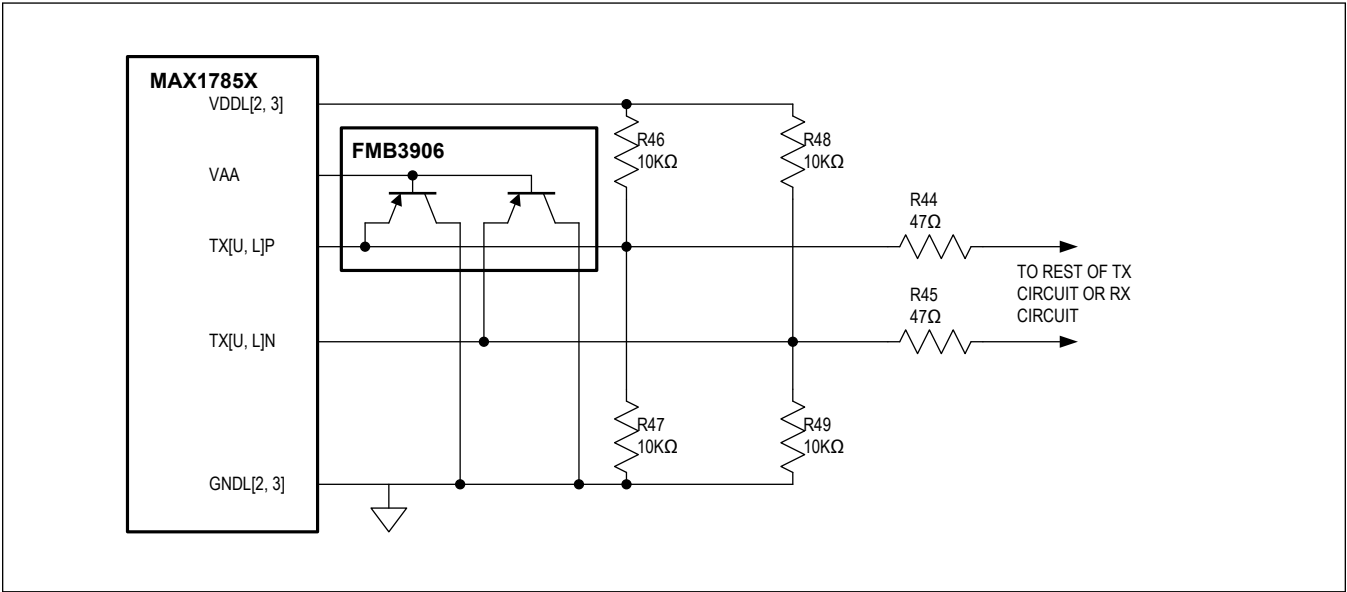 MAX1785X
VDDL[2, 3]
FMB3906
R46
10KΩ
R48
10KΩ
VAA
R44
47Ω
TX[U, L]P
TO REST OF TX
CIRCUIT OR RX
CIRCUIT
R45
47Ω
TX[U, L]N
R47
10KΩ
R49
10KΩ
GNDL[2, 3]